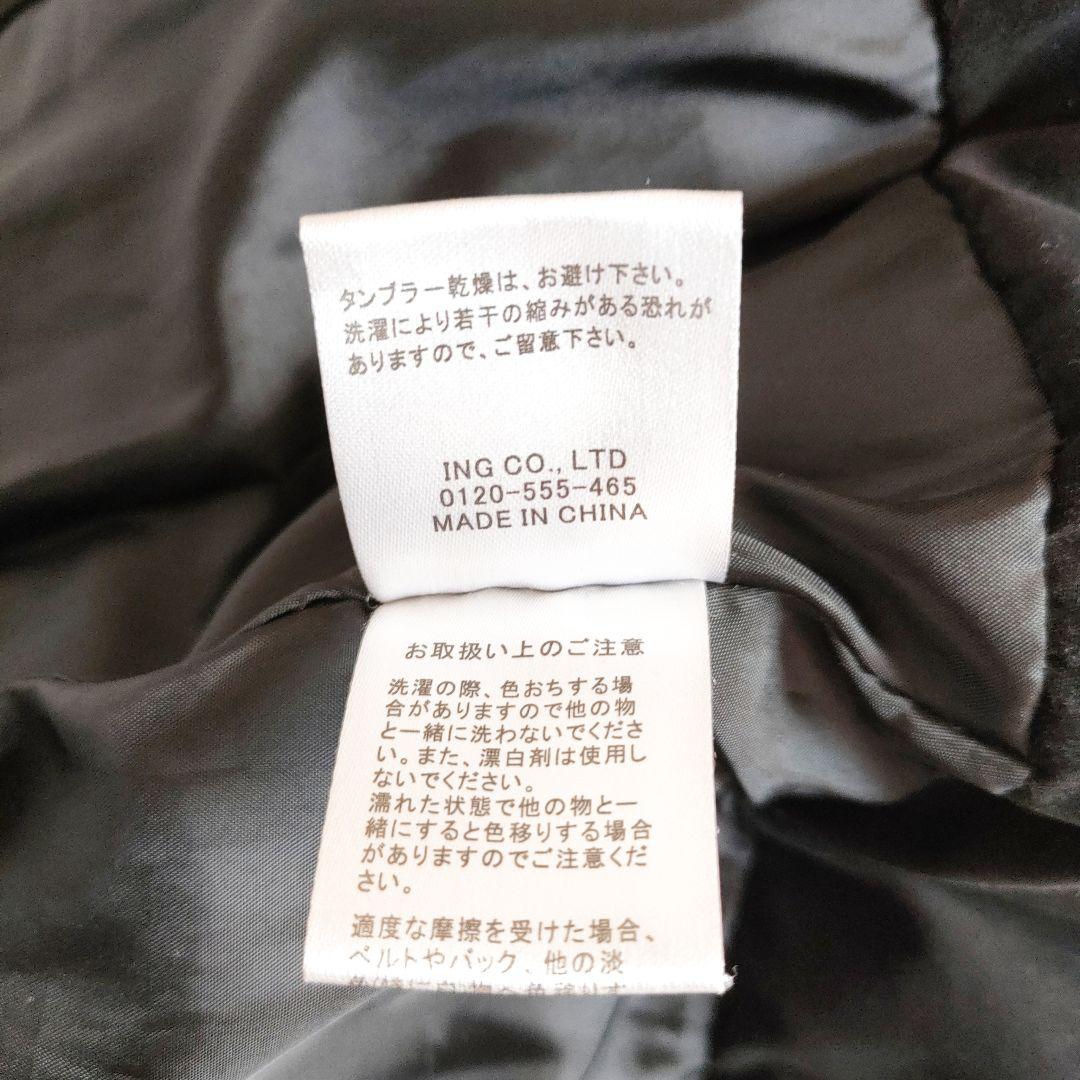 タンブラー乾燥は、お避け下さい。
洗濯により若干の縮みがある恐れが
ありますので、ご留意下さい。
ING CO., LTD
0120-555-465
MADE IN CHINA
お取扱い上のご注意
洗濯の際、色おちする場
合がありますので他の物
と一緒に洗わないでくださ
い。また、漂白剤は使用し
ないでください。
濡れた状態で他の物と一
緒にすると色移りする場合
がありますのでご注意くだ
さい。
適度な摩擦を受けた場合、
ベルトやバック、他の淡